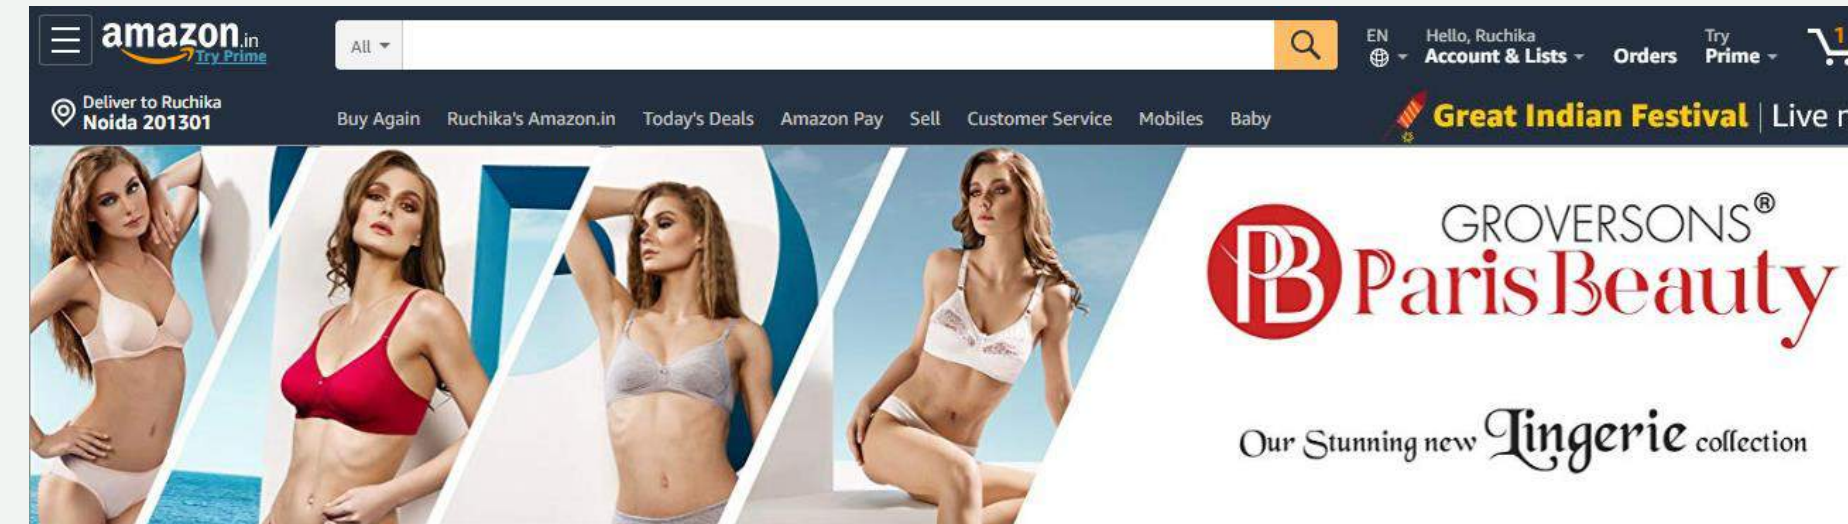 amazon.in
Try Prime
All
EN
Hello, Ruchika
Account & Lists
Orders
Try
Prime
1
Deliver to Ruchika
Noida 201301
Buy Again
Ruchika's Amazon.in
Today's Deals
Amazon Pay
Sell
Customer Service
Mobiles
Baby
Great Indian Festival | Live
GROVERSONS®
PB
Paris Beauty
Our Stunning new Lingerie collection